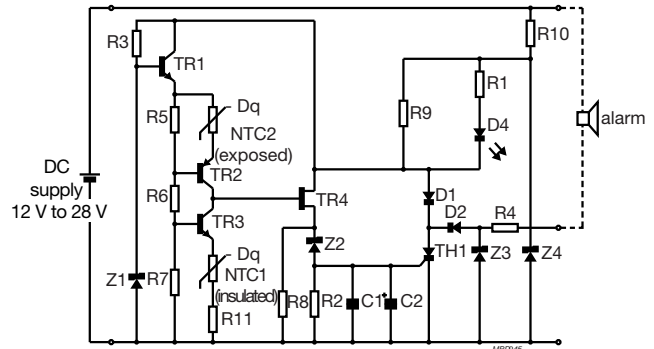 R3
TR1
R10
R5
Dq
NTC2
(exposed)
R9
R1
D4
alarm
DC
supply
12 V to 28 V
TR2
R6
TR3
TR4
D1
D2
R4
Z1
R7
Dq
NTC1
(insulated)
R11
R8
Z2
R2
C1
+
C2
TH1
Z3
Z4